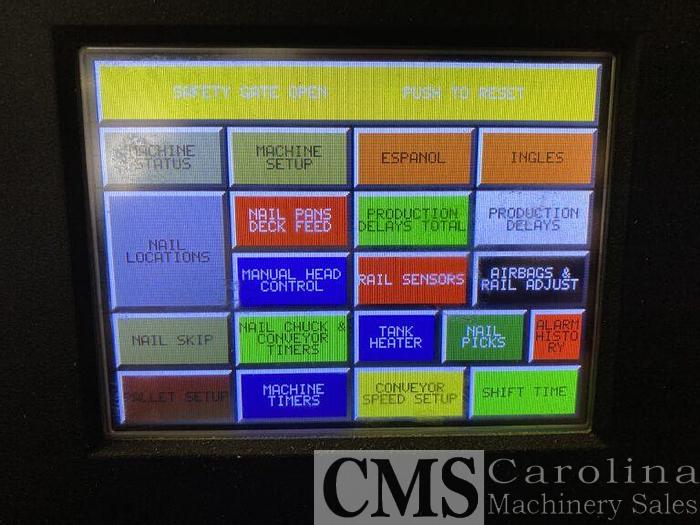 SAFETY GATE OPEN PUSH TO RESET
MACHINE
STATUS
MACHINE
SETUP
ESPANOL
INGLES
NAIL
LOCATIONS
NAIL PANS
DECK FEED
PRODUCTION
DELAYS TOTAL
PRODUCTION
DELAYS
MANUAL HEAD
CONTROL
RAIL SENSORS
AIRBAGS &
RAIL ADJUST
NAIL SKIP
NAIL CHUCK &
CONVEYOR
TIMERS
TANK
HEATER
NAIL
PICKS
ALARM
HISTO
RY
PALLET SETUP
MACHINE
TIMERS
CONVEYOR
SPEED SETUP
SHIFT TIME
CMS Carolina
Machinery Sales